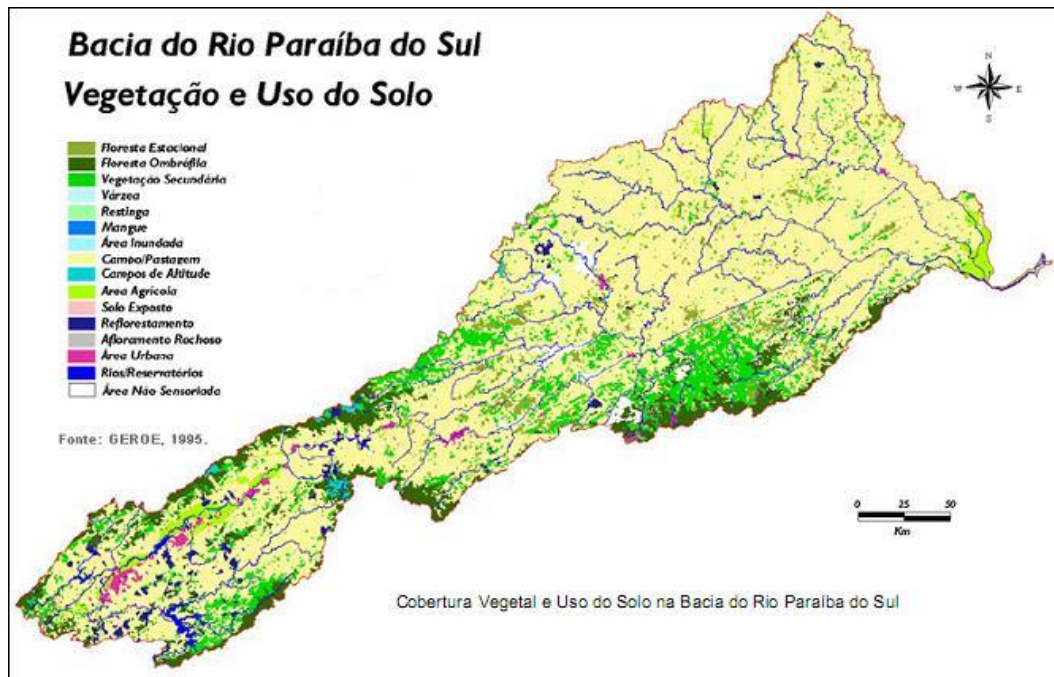 Bacia do Rio Paraíba do Sul
Vegetação e Uso do Solo
Floresta Estacional
Floresta Ombrófila
Vegetação Secundária
Várzea
Restinga
Mangue
Área Inundada
Campo/Pastagem
Campos de Altitude
Area Agrícola
Solo Exposto
Reflorestamento
Afloramento Rochoso
Área Urbana
Rios/Reservatórios
Área Não Sensoriada
Fonte: GEROE, 1995.
N
W E
S
0 25 50
Km
Cobertura Vegetal e Uso do Solo na Bacia do Rio Paraíba do Sul